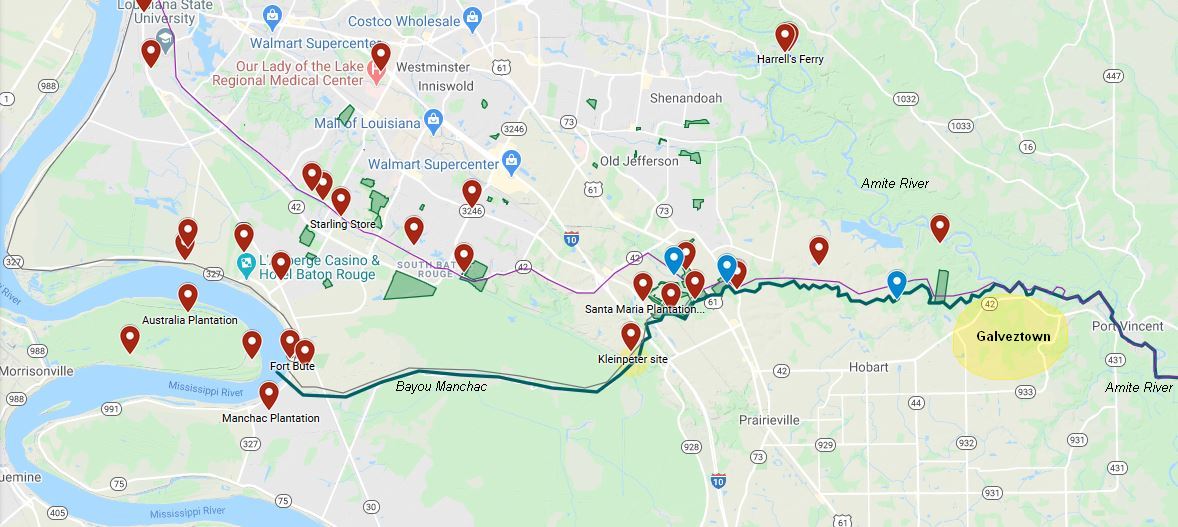 Louisiana State
University
Costco Wholesale
Walmart Supercenter
Our Lady of the Lake
Regional Medical Center
Westminster
Inniswold
61
Harrell's Ferry
988
1
447
Mall of Louisiana
3246
73
Shenandoah
1032
1033
16
Walmart Supercenter
Old Jefferson
61
Amite River
42
Starling Store
3246
73
10
327
327
L'Auberge Casino &
Hotel Baton Rouge
SOUTH BATON
ROUGE
42
42
River
Australia Plantation
Santa Maria Plantation...
61
42
Galveztown
Port Vincent
988
Morrisonville
Fort Bute
Kleinpeter site
Hobart
431
Mississippi River
Bayou Manchac
42
933
Amite River
988
991
Manchac Plantation
44
Prairieville
327
928
929
932
931
73
431
75
75
10
931
30
405
Mississippi River
61